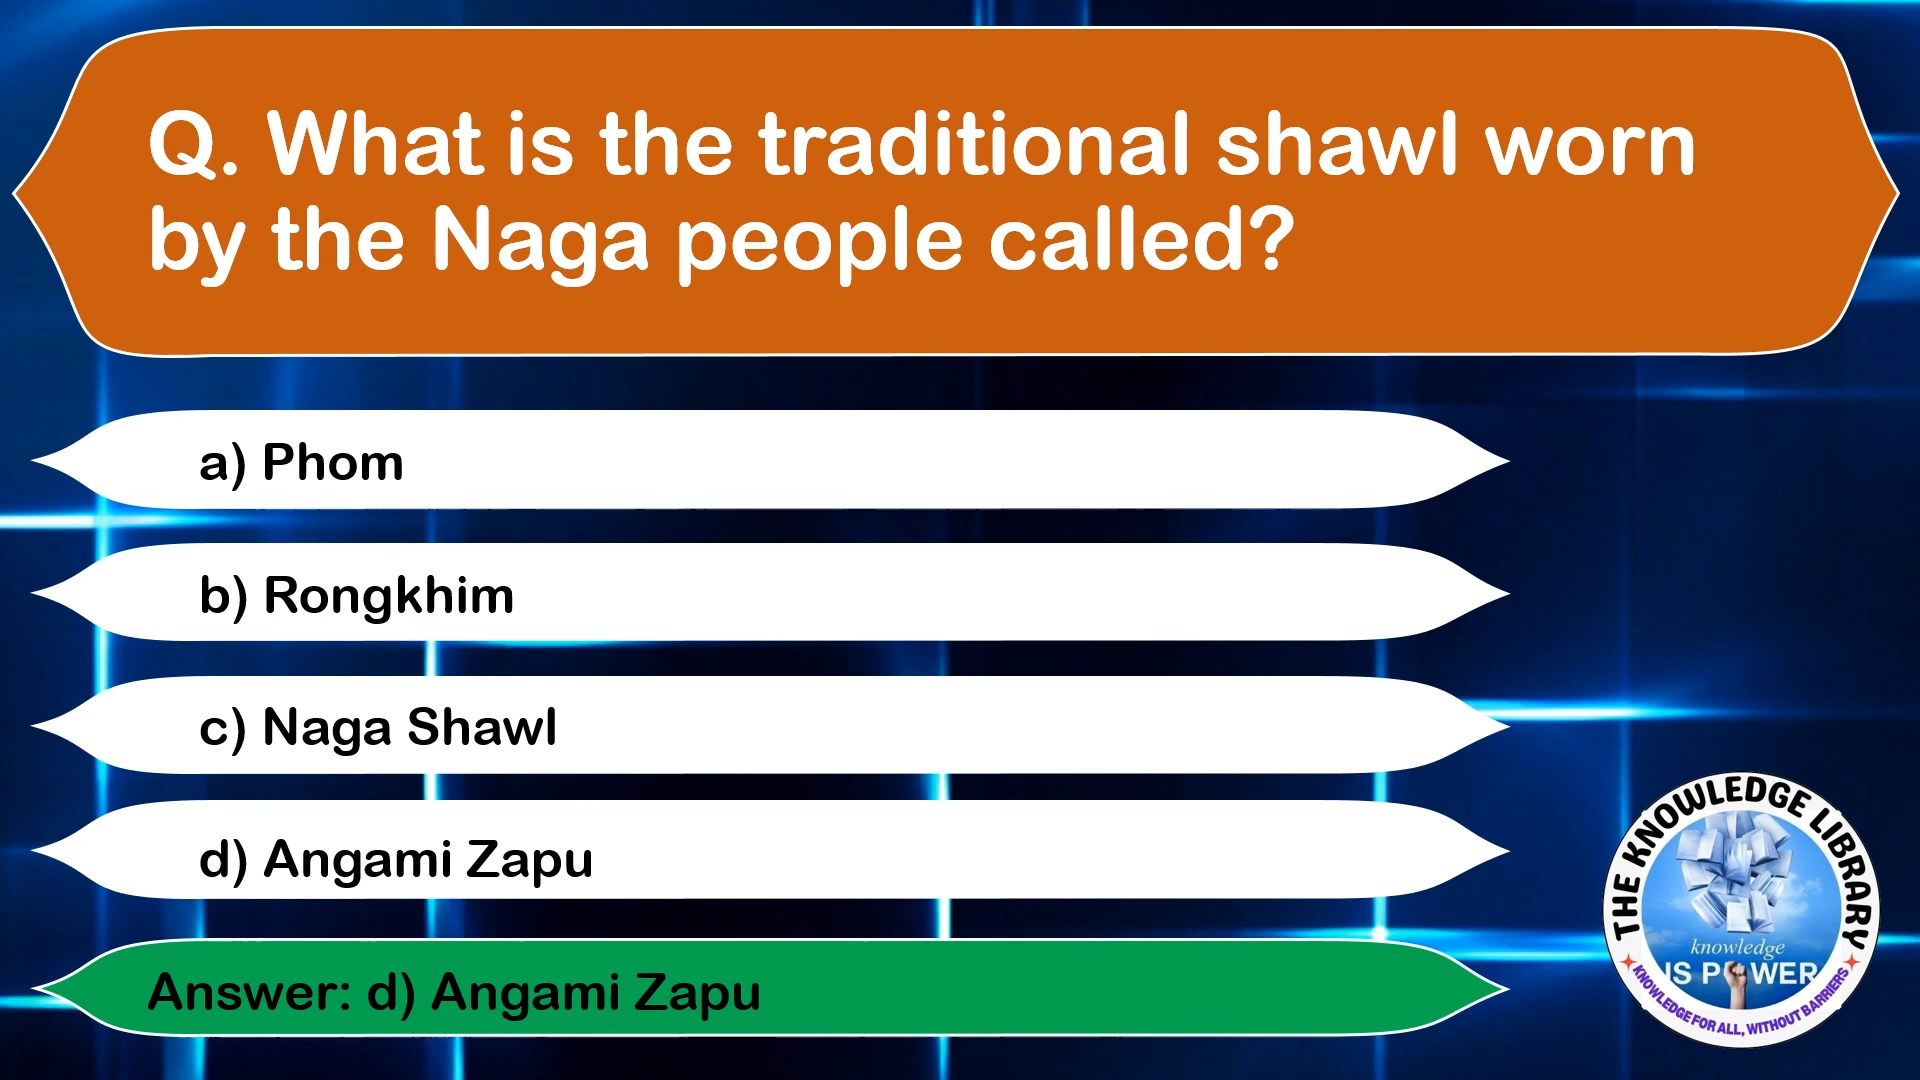 Q. What is the traditional shawl worn
by the Naga people called?
a) Phom
b) Rongkhim
c) Naga Shawl
d) Angami Zapu
Answer: d) Angami Zapu
THE KNOWLEDGE LIBRARY
knowledge
IS POWER
KNOWLEDGE FOR ALL, WITHOUT BARRIERS